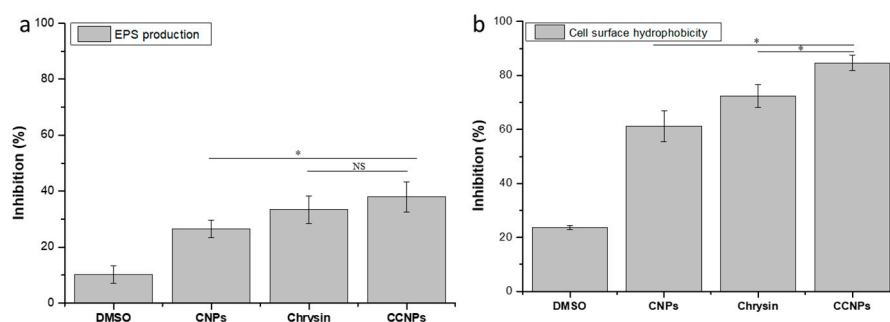 a
EPS production
Inhibition (%)
100
80
60
40
20
0
*
NS
DMSO
CNPs
Chrysin
CCNPs
b
Cell surface hydrophobicity
Inhibition (%)
100
80
60
40
20
0
*
*
DMSO
CNPs
Chrysin
CCNPs